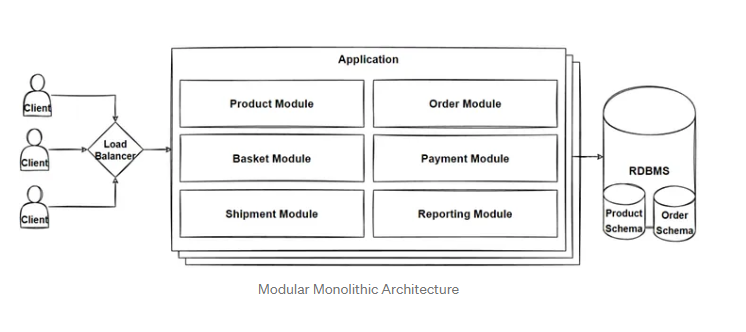 Application
Product Module
Order Module
Client
Load
Balancer
Basket Module
Payment Module
Client
RDBMS
Shipment Module
Reporting Module
Client
Product
Schema
Order
Schema
Modular Monolithic Architecture